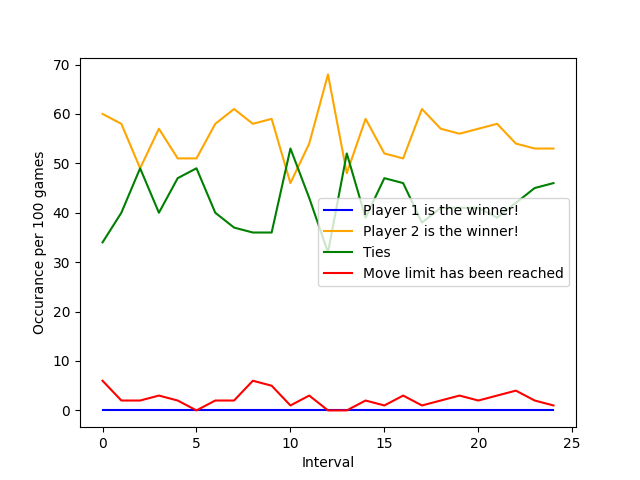 70
60
50
40
30
20
10
0
Occurance per 100 games
Player 1 is the winner!
Player 2 is the winner!
Ties
Move limit has been reached
0 5 10 15 20 25
Interval